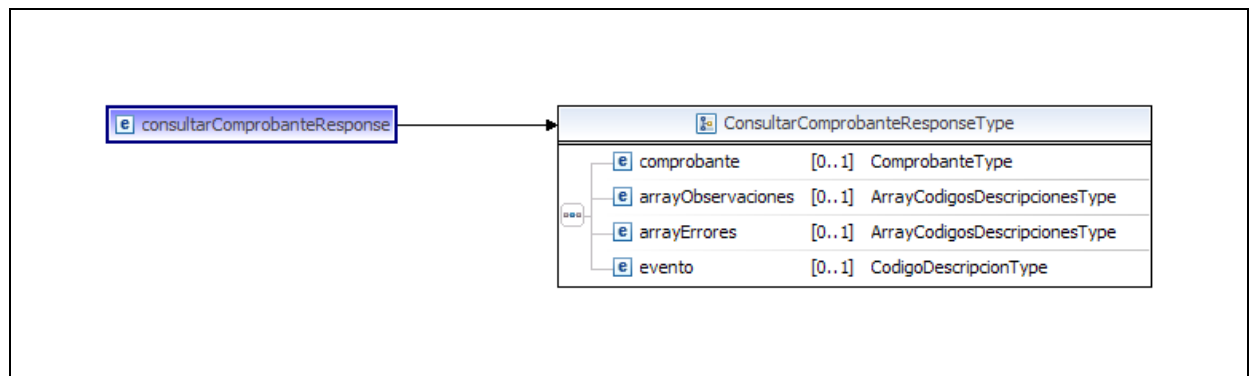 e consultarComprobanteResponse
ConsultarComprobanteResponseType
e comprobante [0..1] ComprobanteType
e arrayObservaciones [0..1] ArrayCodigosDescripcionesType
e arrayErrores [0..1] ArrayCodigosDescripcionesType
e evento [0..1] CodigoDescripcionType